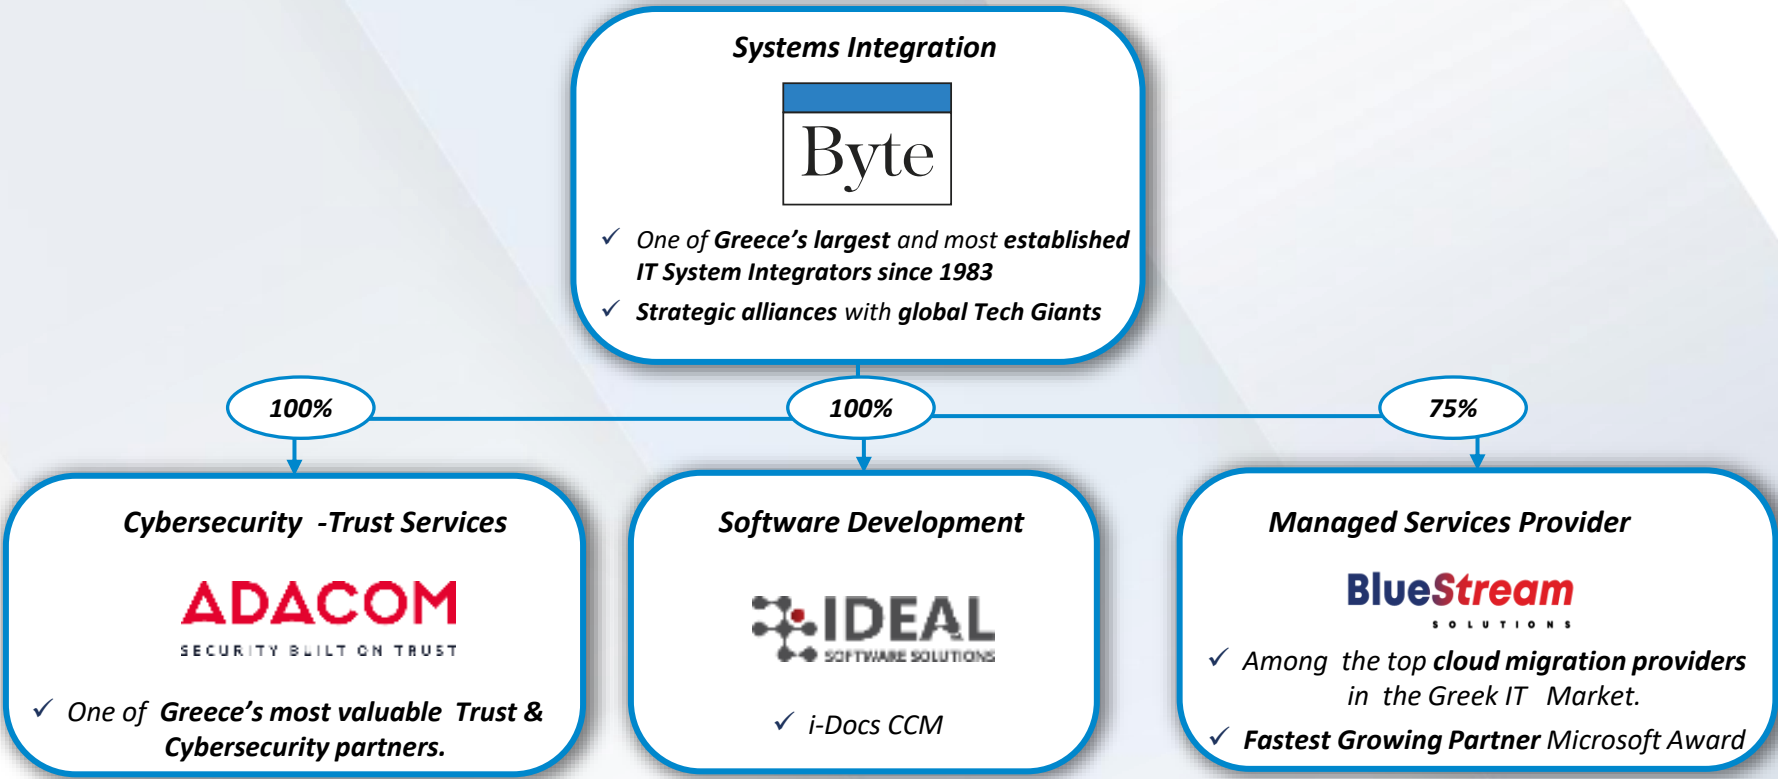 Systems Integration
Byte
✓ One of Greece's largest and most established
IT System Integrators since 1983
✓ Strategic alliances with global Tech Giants
100%
100%
75%
Cybersecurity -Trust Services
ADACOM
SECURITY BUILT ON TRUST
✓ One of Greece's most valuable Trust &
Cybersecurity partners.
Software Development
IDEAL
SOFTWARE SOLUTIONS
✓ i-Docs CCM
Managed Services Provider
BlueStream
SOLUTIONS
✓ Among the top cloud migration providers
in the Greek IT Market.
✓ Fastest Growing Partner Microsoft Award